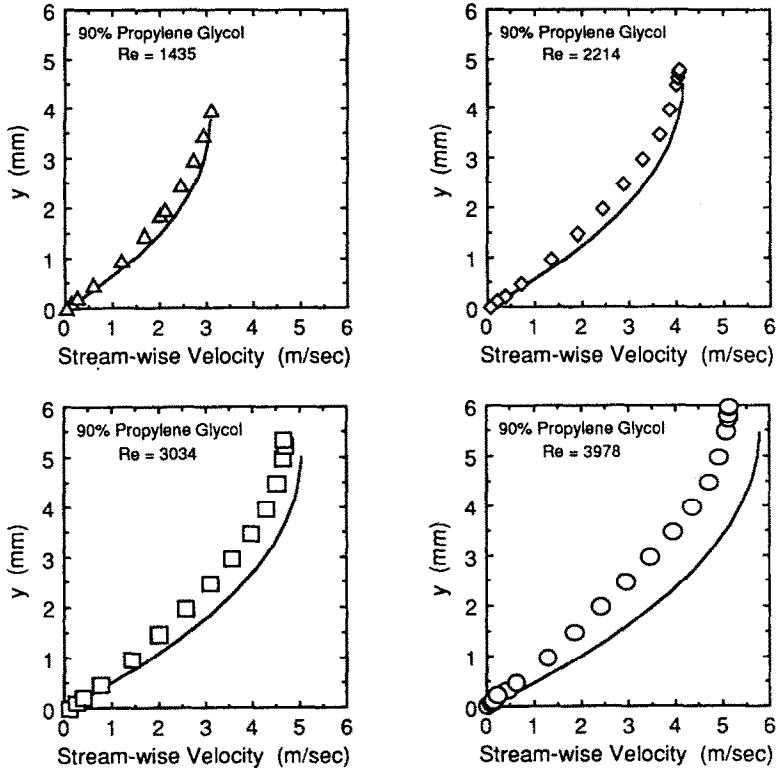 6
5
4
3
2
1
0
y (mm)
90% Propylene Glycol
Re = 1435
0 1 2 3 4 5 6
Stream-wise Velocity (m/sec)
6
5
4
3
2
1
0
y (mm)
90% Propylene Glycol
Re = 2214
0 1 2 3 4 5 6
Stream-wise Velocity (m/sec)
6
5
4
3
2
1
0
y (mm)
90% Propylene Glycol
Re = 3034
0 1 2 3 4 5 6
Stream-wise Velocity (m/sec)
6
5
4
3
2
1
0
y (mm)
90% Propylene Glycol
Re = 3978
0 1 2 3 4 5 6
Stream-wise Velocity (m/sec)